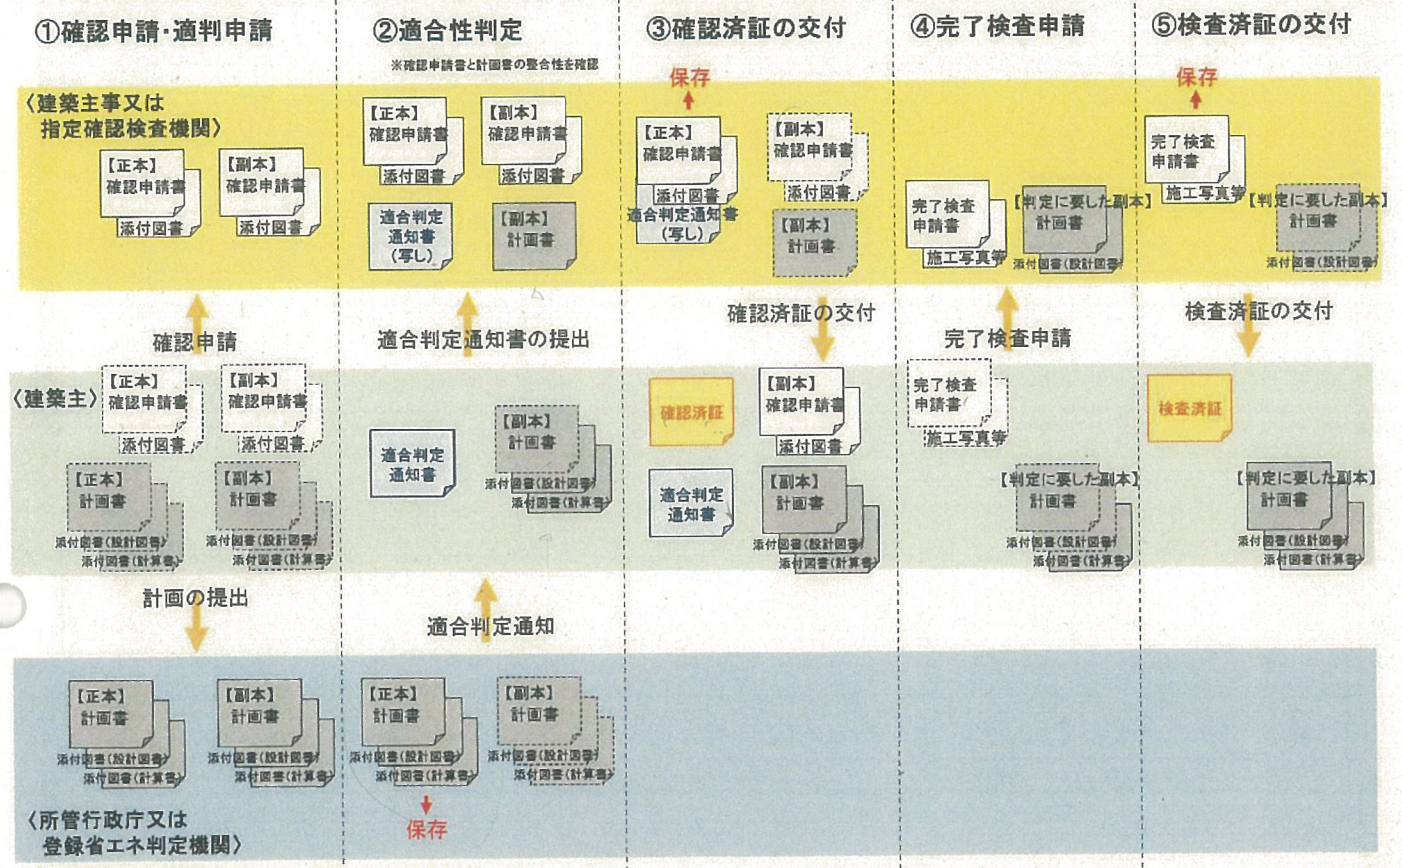 ①確認申請・適判申請
②適合性判定
※確認申請書と計画書の整合性を確認
③確認済証の交付
④完了検査申請
⑤検査済証の交付
〈建築主事又は
指定確認検査機関〉
【正本】
確認申請書
添付図書
【副本】
確認申請書
添付図書
【正本】
確認申請書
添付図書
【副本】
確認申請書
添付図書
適合判定
通知書
(写し)
【副本】
計画書
保存
【正本】
確認申請書
添付図書
適合判定通知書
(写し)
【副本】
確認申請書
添付図書
【副本】
計画書
完了検査
申請書
施工写真等
【判定に要した副本】
計画書
添付図書(設計図書)
保存
完了検査
申請書
施工写真等
【判定に要した副本】
計画書
添付図書(設計図書)
確認申請
適合判定通知書の提出
確認済証の交付
完了検査申請
検査済証の交付
〈建築主〉
【正本】
確認申請書
添付図書
【副本】
確認申請書
添付図書
【正本】
計画書
添付図書(設計図書)
添付図書(計算書)
【副本】
計画書
添付図書(設計図書)
添付図書(計算書)
適合判定
通知書
【副本】
計画書
添付図書(設計図書)
添付図書(計算書)
確認済証
【副本】
確認申請書
添付図書
適合判定
通知書
【副本】
計画書
添付図書(設計図書)
添付図書(計算書)
完了検査
申請書
施工写真等
【判定に要した副本】
計画書
添付図書(設計図書)
添付図書(計算書)
検査済証
【判定に要した副本】
計画書
添付図書(設計図書)
添付図書(計算書)
計画の提出
適合判定通知
【正本】
計画書
添付図書(設計図書)
添付図書(計算書)
【副本】
計画書
添付図書(設計図書)
添付図書(計算書)
【正本】
計画書
添付図書(設計図書)
添付図書(計算書)
保存
【副本】
計画書
添付図書(設計図書)
添付図書(計算書)
〈所管行政庁又は
登録省エネ判定機関〉